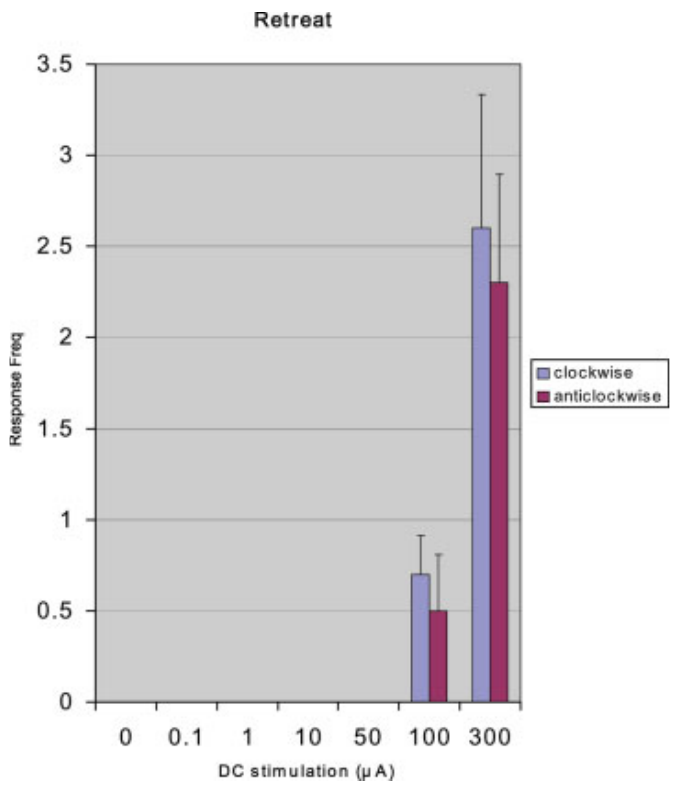 Retreat
3.5
3
2.5
2
1.5
1
0.5
0
Response Freq
0 0.1 1 10 50 100 300
DC stimulation (µA)
clockwise
anticlockwise